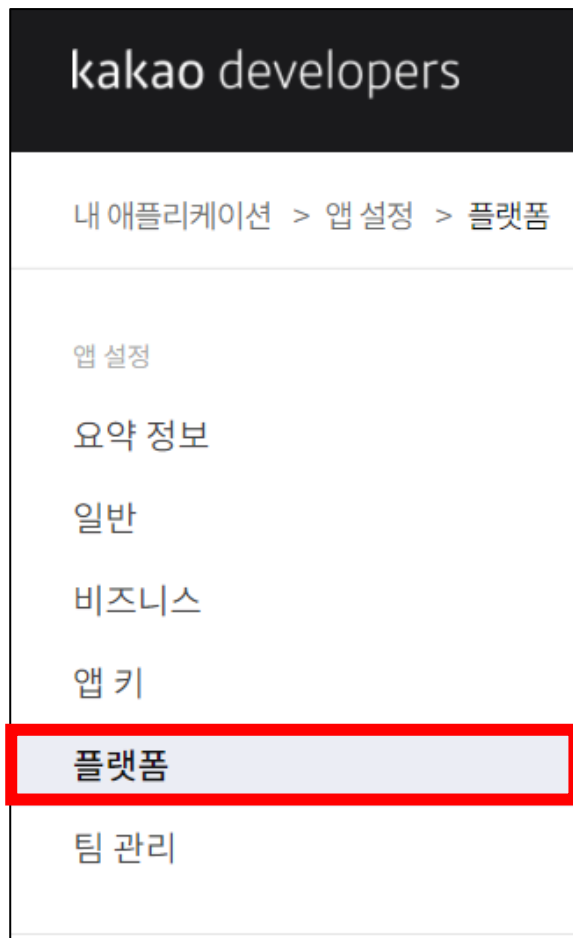 kakao developers
내 애플리케이션 > 앱 설정 > 플랫폼
앱 설정
요약 정보
일반
비즈니스
앱 키
플랫폼
팀 관리